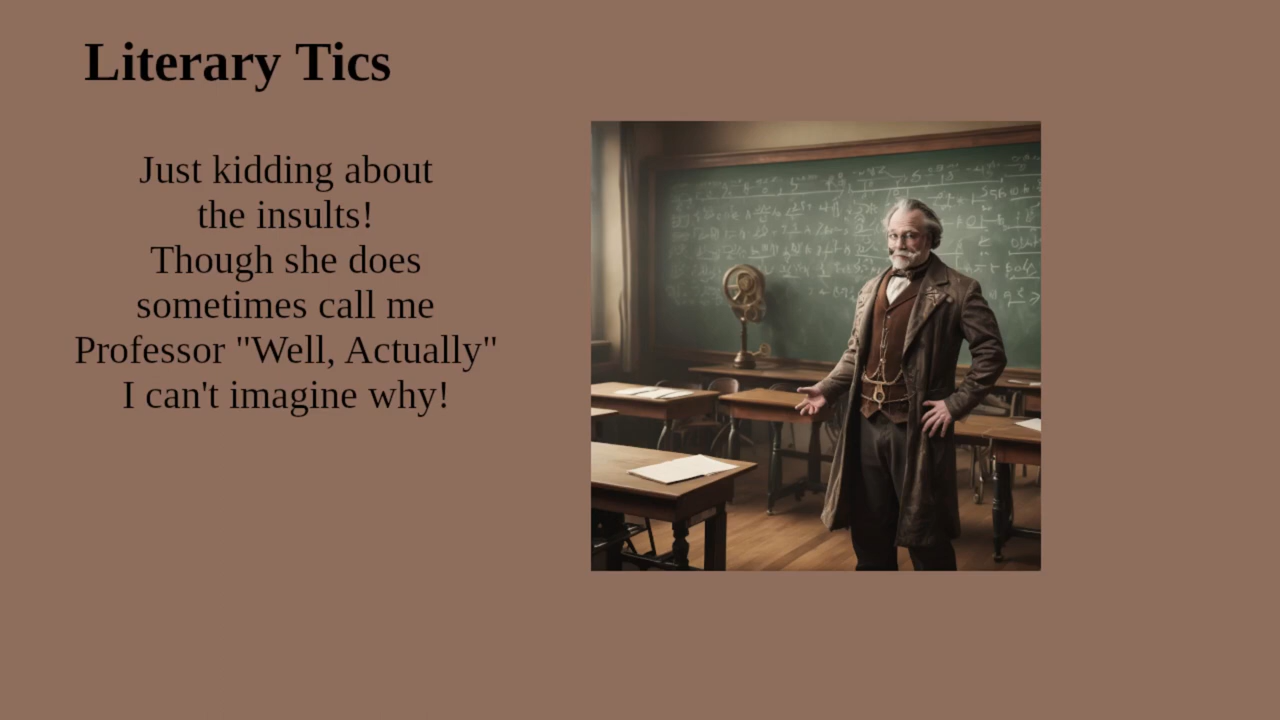 Literary Tics
Just kidding about
the insults!
Though she does
sometimes call me
Professor "Well, Actually"
I can't imagine why!